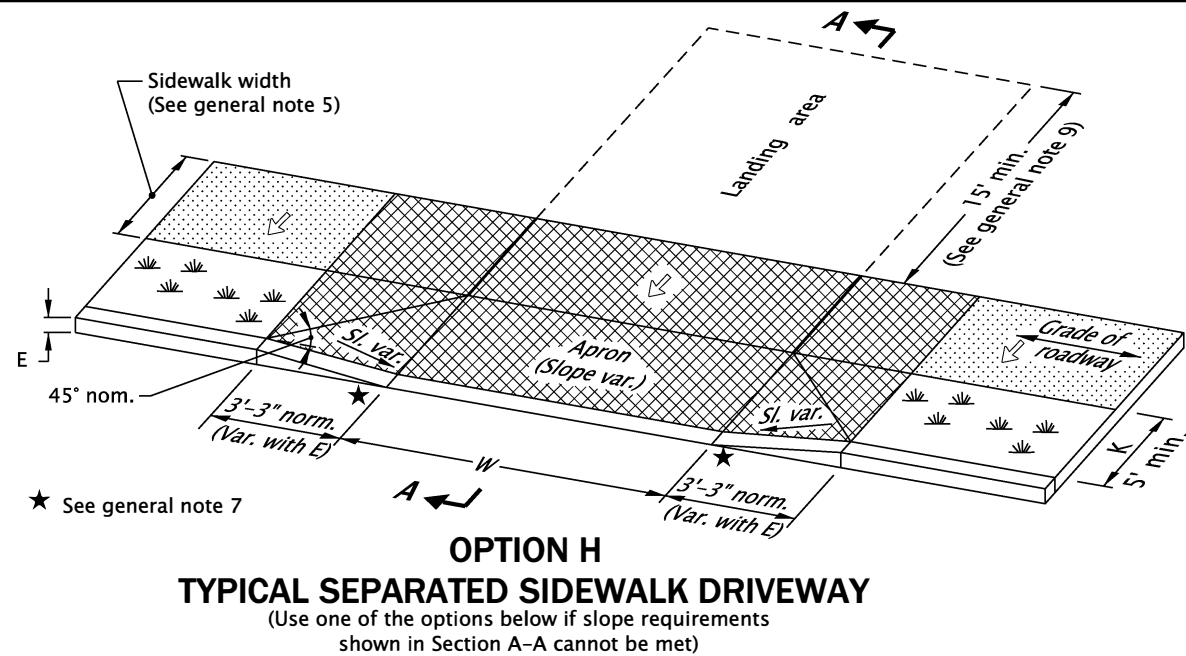 A
Sidewalk width
(See general note 5)
Landing area
15' min.
(See general note 9)
E
45° nom.
Sl. var.
Apron
(Slope var.)
Sl. var.
Grade of
roadway
3'-3" norm.
(Var. with E)
W
3'-3" norm.
(Var. with E)
K
5' min.
A
★ See general note 7
OPTION H
TYPICAL SEPARATED SIDEWALK DRIVEWAY
(Use one of the options below if slope requirements
shown in Section A-A cannot be met)